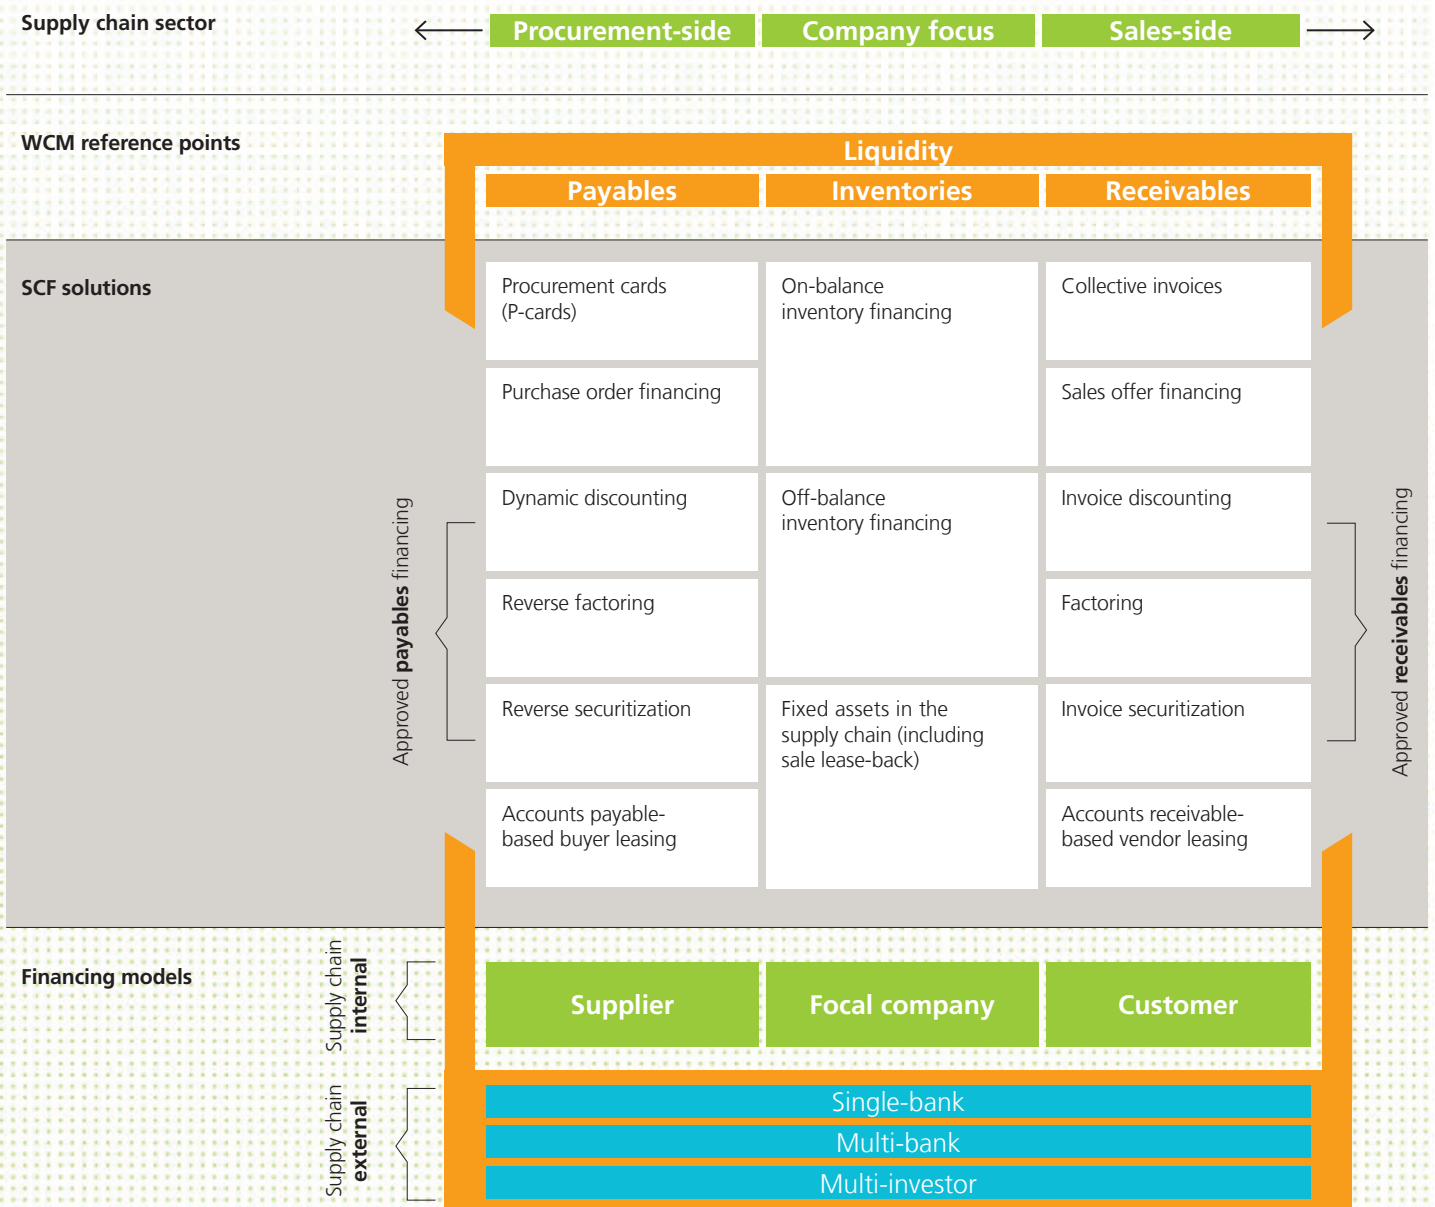 Supply chain sector
Procurement-side
Company focus
Sales-side
WCM reference points
Liquidity
Payables
Inventories
Receivables
SCF solutions
Procurement cards
(P-cards)
On-balance
inventory financing
Collective invoices
Purchase order financing
Sales offer financing
Approved payables financing
Dynamic discounting
Off-balance
inventory financing
Invoice discounting
Approved receivables financing
Reverse factoring
Factoring
Reverse securitization
Fixed assets in the
supply chain (including
sale lease-back)
Invoice securitization
Accounts payable-
based buyer leasing
Accounts receivable-
based vendor leasing
Financing models
Supply chain
internal
Supplier
Focal company
Customer
Supply chain
external
Single-bank
Multi-bank
Multi-investor